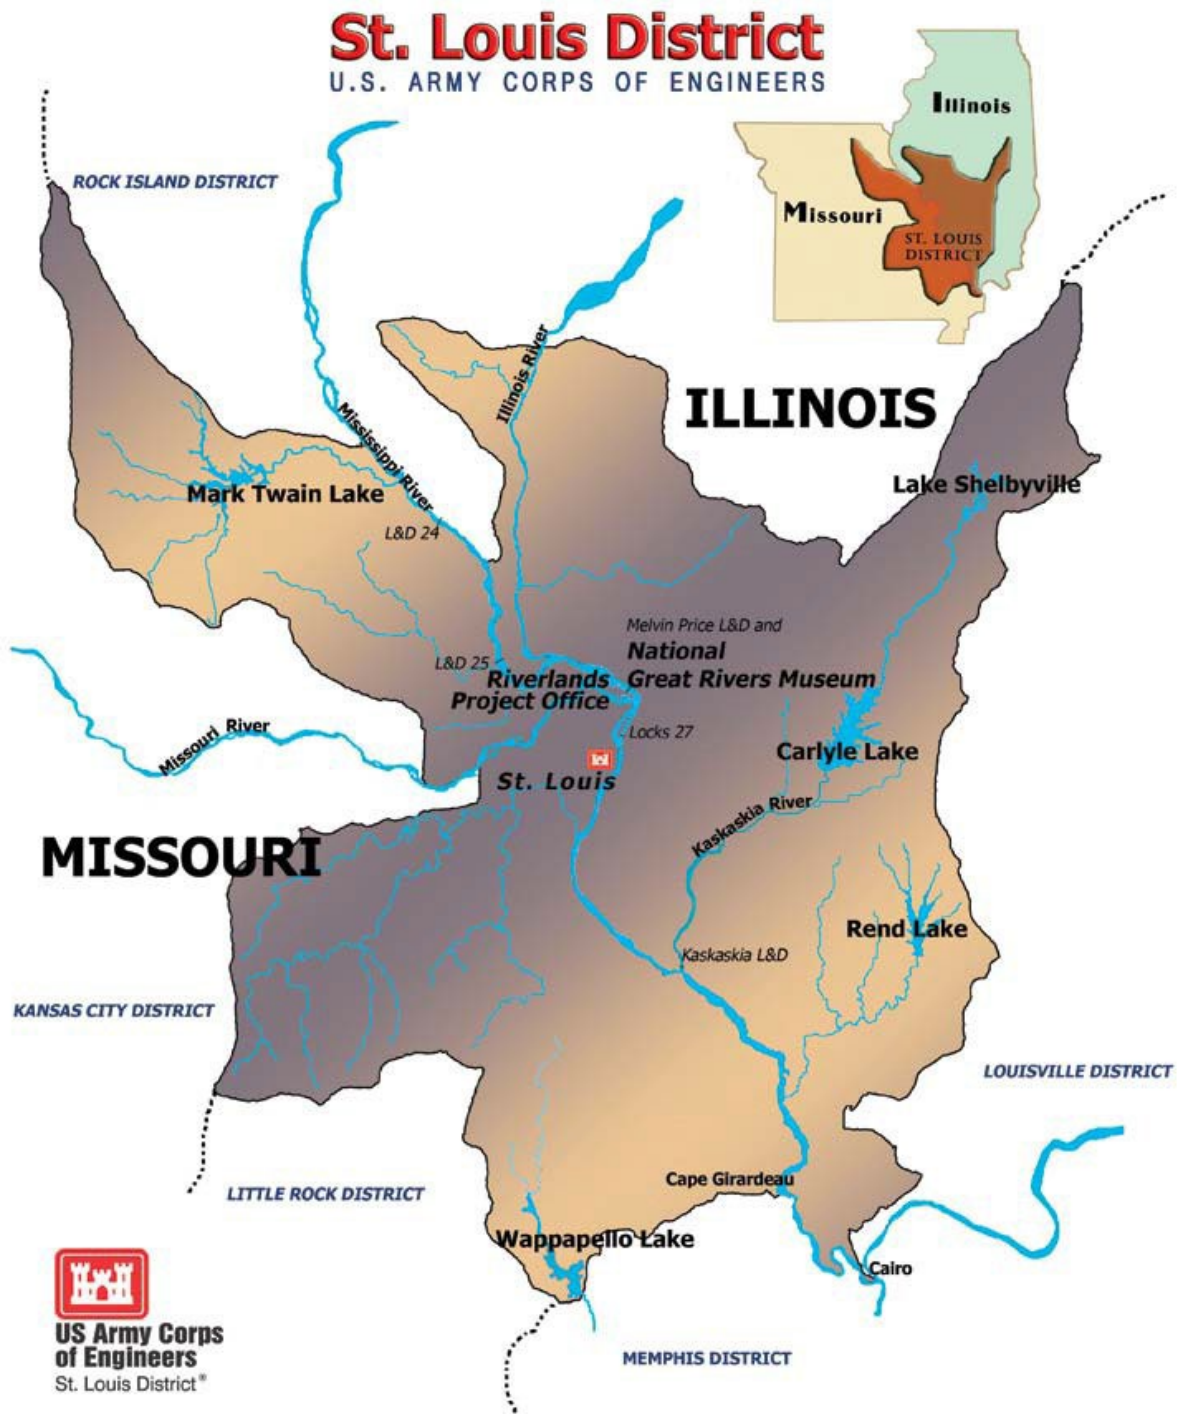 St. Louis District
U.S. ARMY CORPS OF ENGINEERS
Illinois
Missouri
ST. LOUIS
DISTRICT
ROCK ISLAND DISTRICT
Illinois River
ILLINOIS
Mississippi River
Lake Shelbyville
Mark Twain Lake
L&D 24
Melvin Price L&D and
National
Great Rivers Museum
L&D 25
Riverlands
Project Office
Missouri River
Locks 27
Carlyle Lake
St. Louis
Kaskaskia River
MISSOURI
Rend Lake
Kaskaskia L&D
KANSAS CITY DISTRICT
LOUISVILLE DISTRICT
Cape Girardeau
LITTLE ROCK DISTRICT
Wappapello Lake
Cairo
US Army Corps
of Engineers
St. Louis District®
MEMPHIS DISTRICT